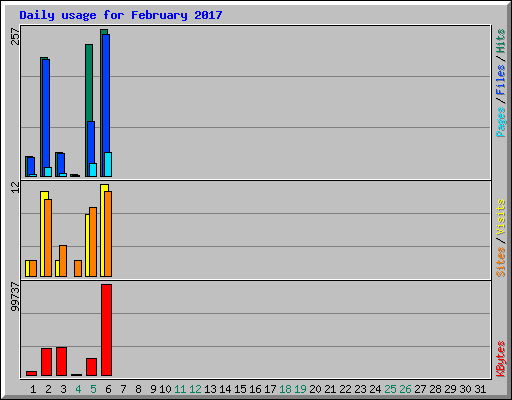 Daily usage for February 2017
257
Pages / Files / Hits
12
Sites / Visits
99737
KBytes
1 2 3 4 5 6 7 8 9 10 11 12 13 14 15 16 17 18 19 20 21 22 23 24 25 26 27 28 29 30 31